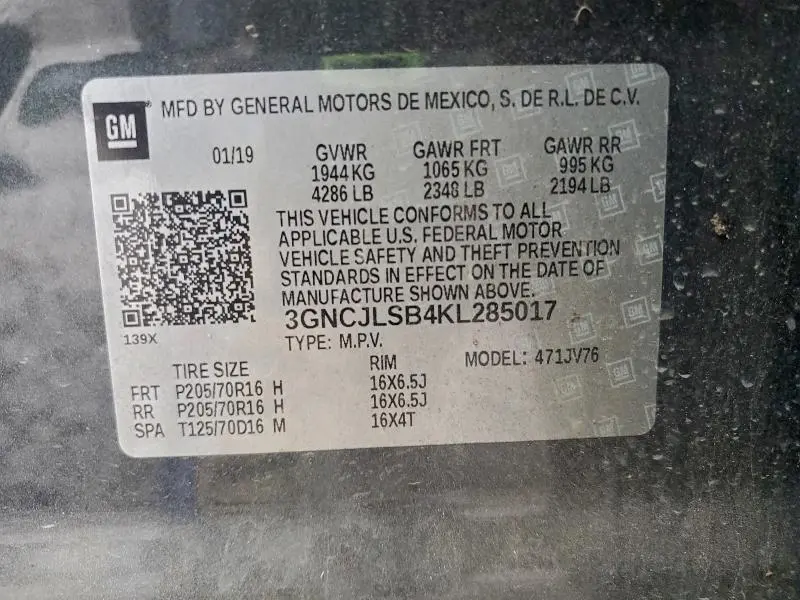 GM MFD BY GENERAL MOTORS DE MEXICO, S. DE R.L. DE C.V.
01/19 GVWR GAWR FRT GAWR RR
1944 KG 1065 KG 995 KG
4286 LB 2348 LB 2194 LB
THIS VEHICLE CONFORMS TO ALL
APPLICABLE U.S. FEDERAL MOTOR
VEHICLE SAFETY AND THEFT PREVENTION
STANDARDS IN EFFECT ON THE DATE OF
MANUFACTURE SHOWN ABOVE.
3GNCJLSB4KL285017
139X
TYPE: M.P.V. MODEL: 471JV76
TIRE SIZE RIM
FRT P205/70R16 H 16X6.5J
RR P205/70R16 H 16X6.5J
SPA T125/70D16 M 16X4T